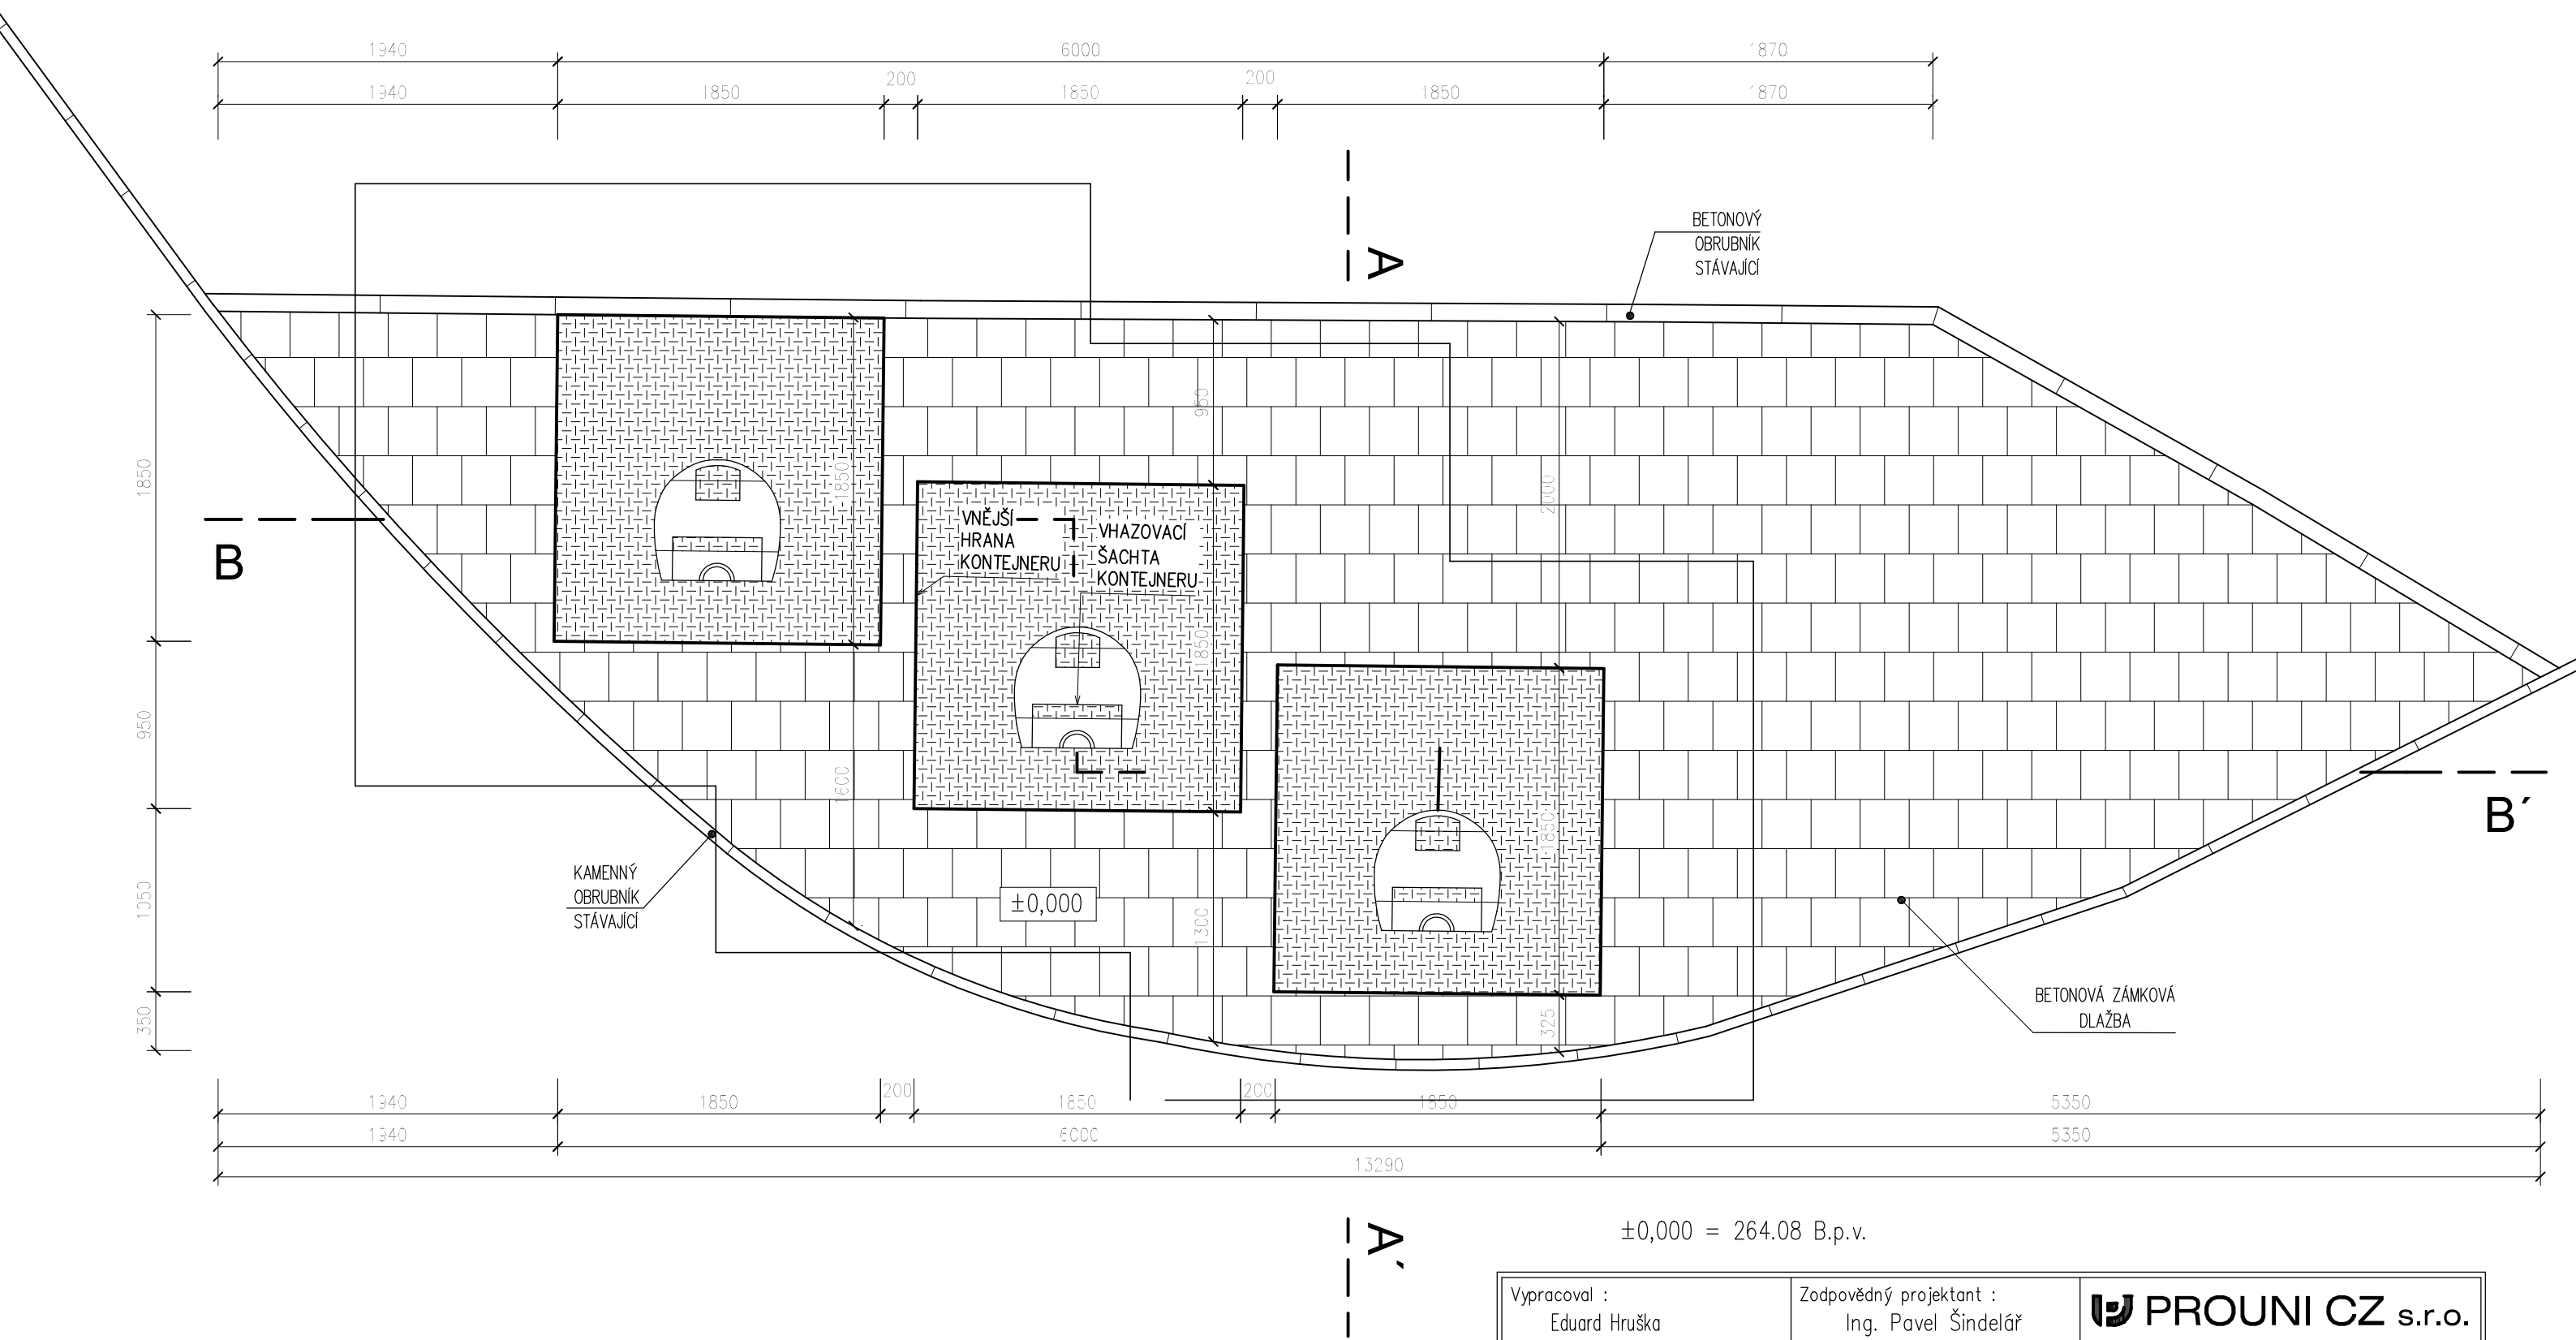 1940
6000
1870
1940
1850
200
1850
200
1850
1870
A
BETONOVÝ
OBRUBNÍK
STÁVAJÍCÍ
1850
950
1050
350
B
1850
1600
VNĚJŠÍ
HRANA
KONTEJNERU
VHAZOVACÍ
ŠACHTA
KONTEJNERU
950
1850
1300
2000
1850
325
KAMENNÝ
OBRUBNÍK
STÁVAJÍCÍ
±0,000
B´
BETONOVÁ ZÁMKOVÁ
DLAŽBA
1940
1850
200
1850
200
1850
5350
1940
6000
5350
13290
A´
±0,000 = 264.08 B.p.v.
Vypracoval :
Eduard Hruška
Zodpovědný projektant :
Ing. Pavel Šindelář
PROUNI CZ s.r.o.